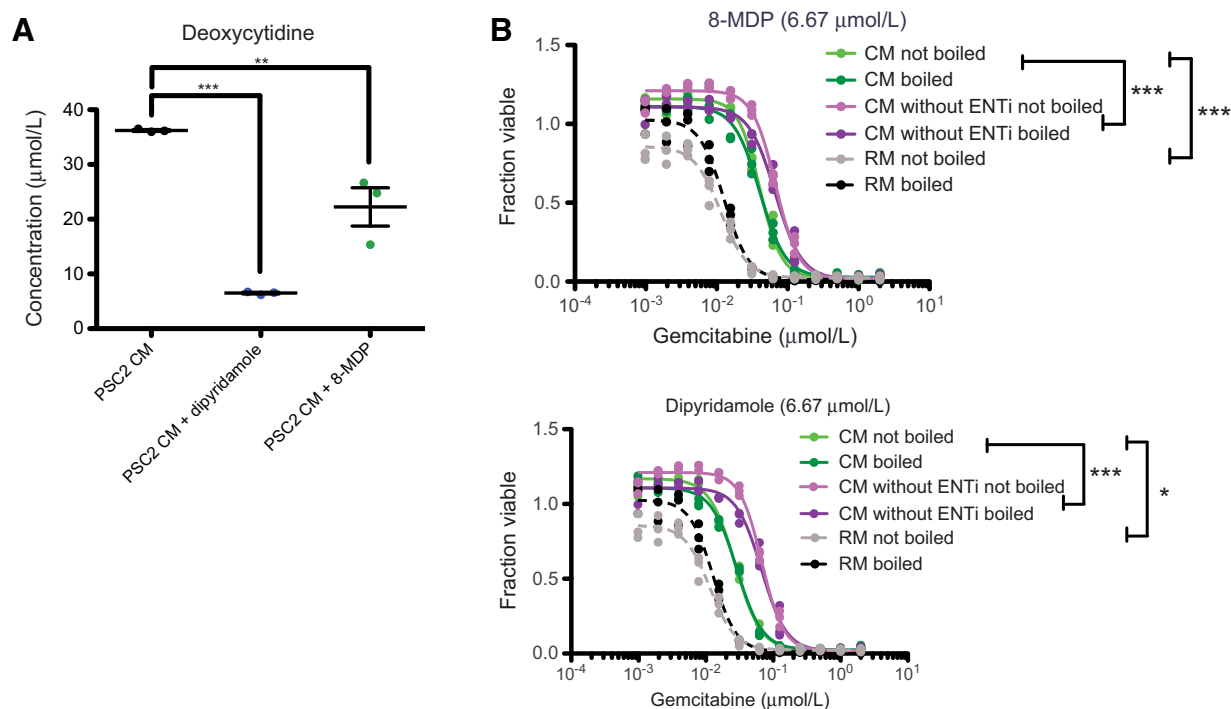 A
Deoxycytidine
**
***
Concentration (μmol/L)
40
30
20
10
0
PSC2 CM
PSC2 CM + dipyridamole
PSC2 CM + 8-MDP
B
8-MDP (6.67 μmol/L)
Fraction viable
1.5
1.0
0.5
0.0
10⁻⁴ 10⁻³ 10⁻² 10⁻¹ 10⁰ 10¹
Gemcitabine (μmol/L)
CM not boiled
CM boiled
CM without ENTi not boiled
CM without ENTi boiled
RM not boiled
RM boiled
***
***
Dipyridamole (6.67 μmol/L)
Fraction viable
1.5
1.0
0.5
0.0
10⁻⁴ 10⁻³ 10⁻² 10⁻¹ 10⁰ 10¹
Gemcitabine (μmol/L)
CM not boiled
CM boiled
CM without ENTi not boiled
CM without ENTi boiled
RM not boiled
RM boiled
***
*